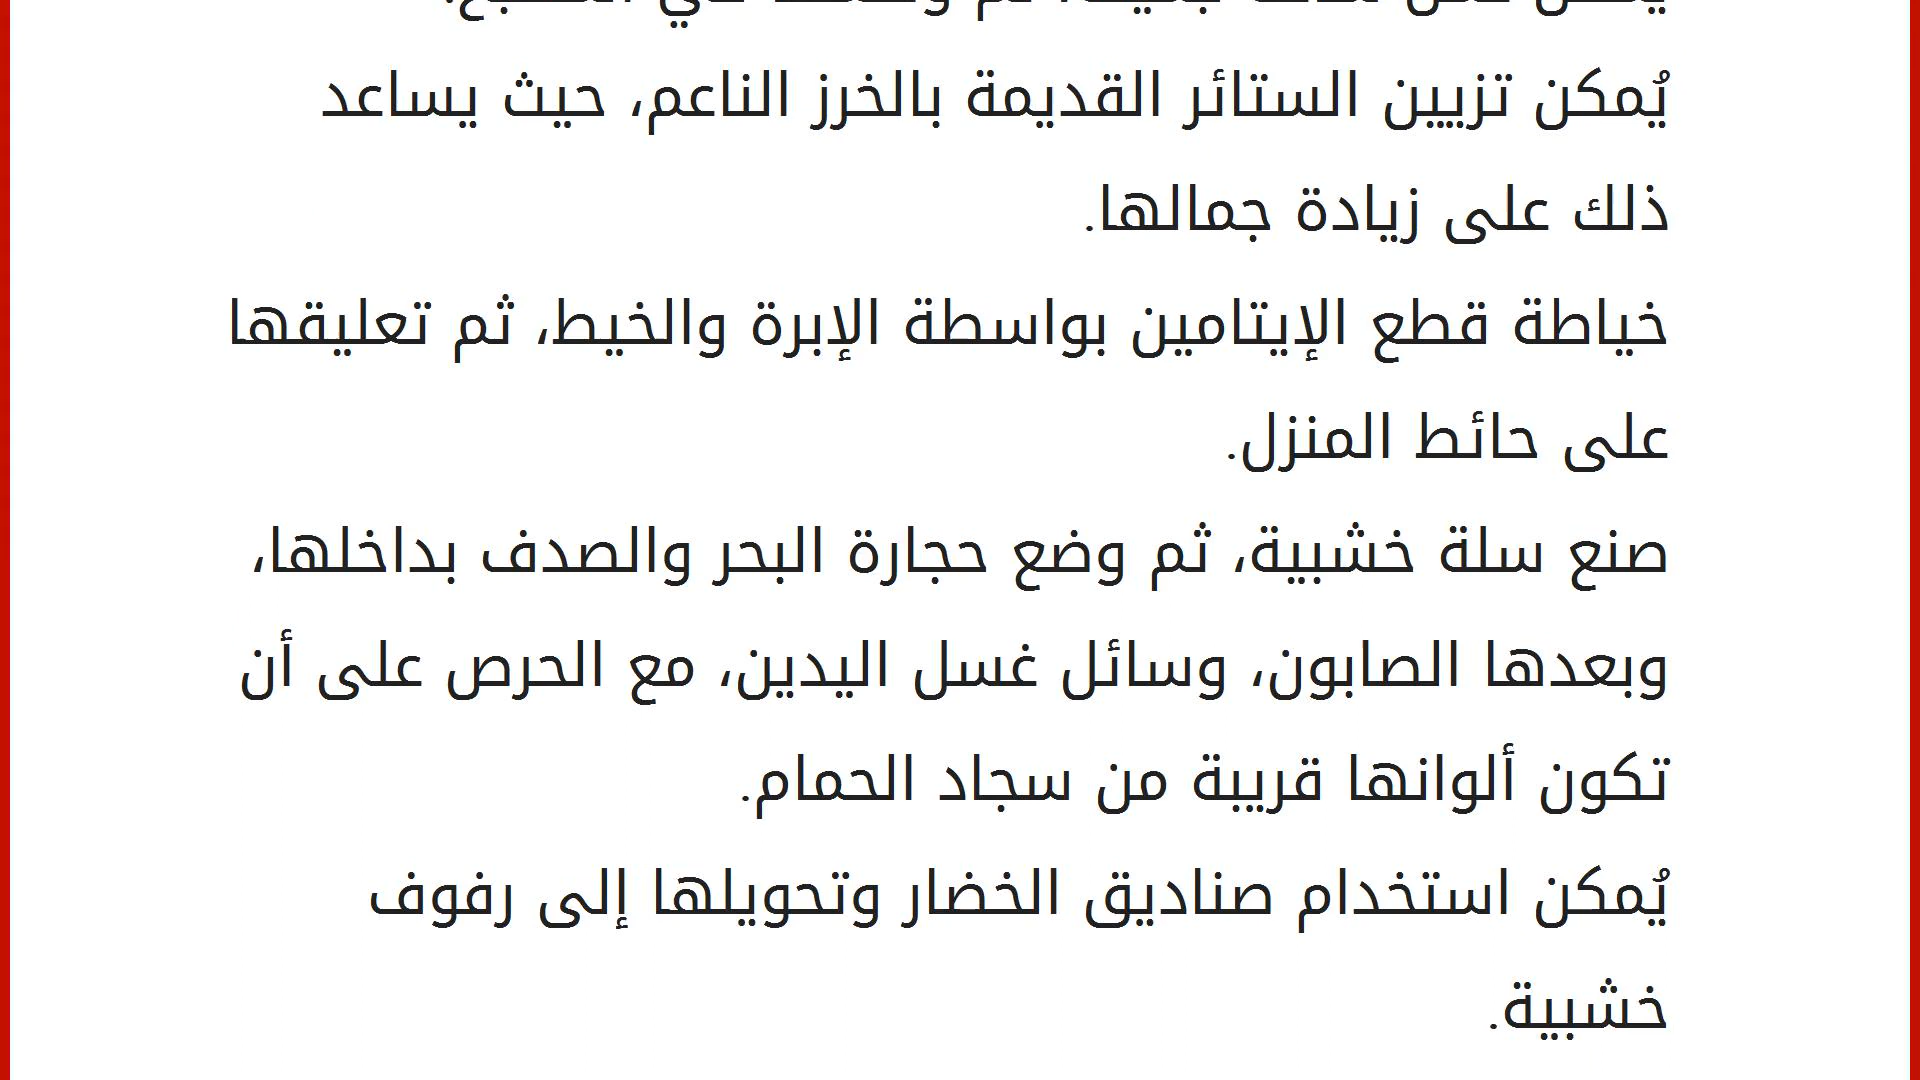 يُمكن تزيين الستائر القديمة بالخرز الناعم، حيث يساعد
ذلك على زيادة جمالها.
خياطة قطع الإيتامين بواسطة الإبرة والخيط، ثم تعليقها
على حائط المنزل.
صنع سلة خشبية، ثم وضع حجارة البحر والصدف بداخلها،
وبعدها الصابون، وسائل غسل اليدين، مع الحرص على أن
تكون ألوانها قريبة من سجاد الحمام.
يُمكن استخدام صناديق الخضار وتحويلها إلى رفوف
خشبية.